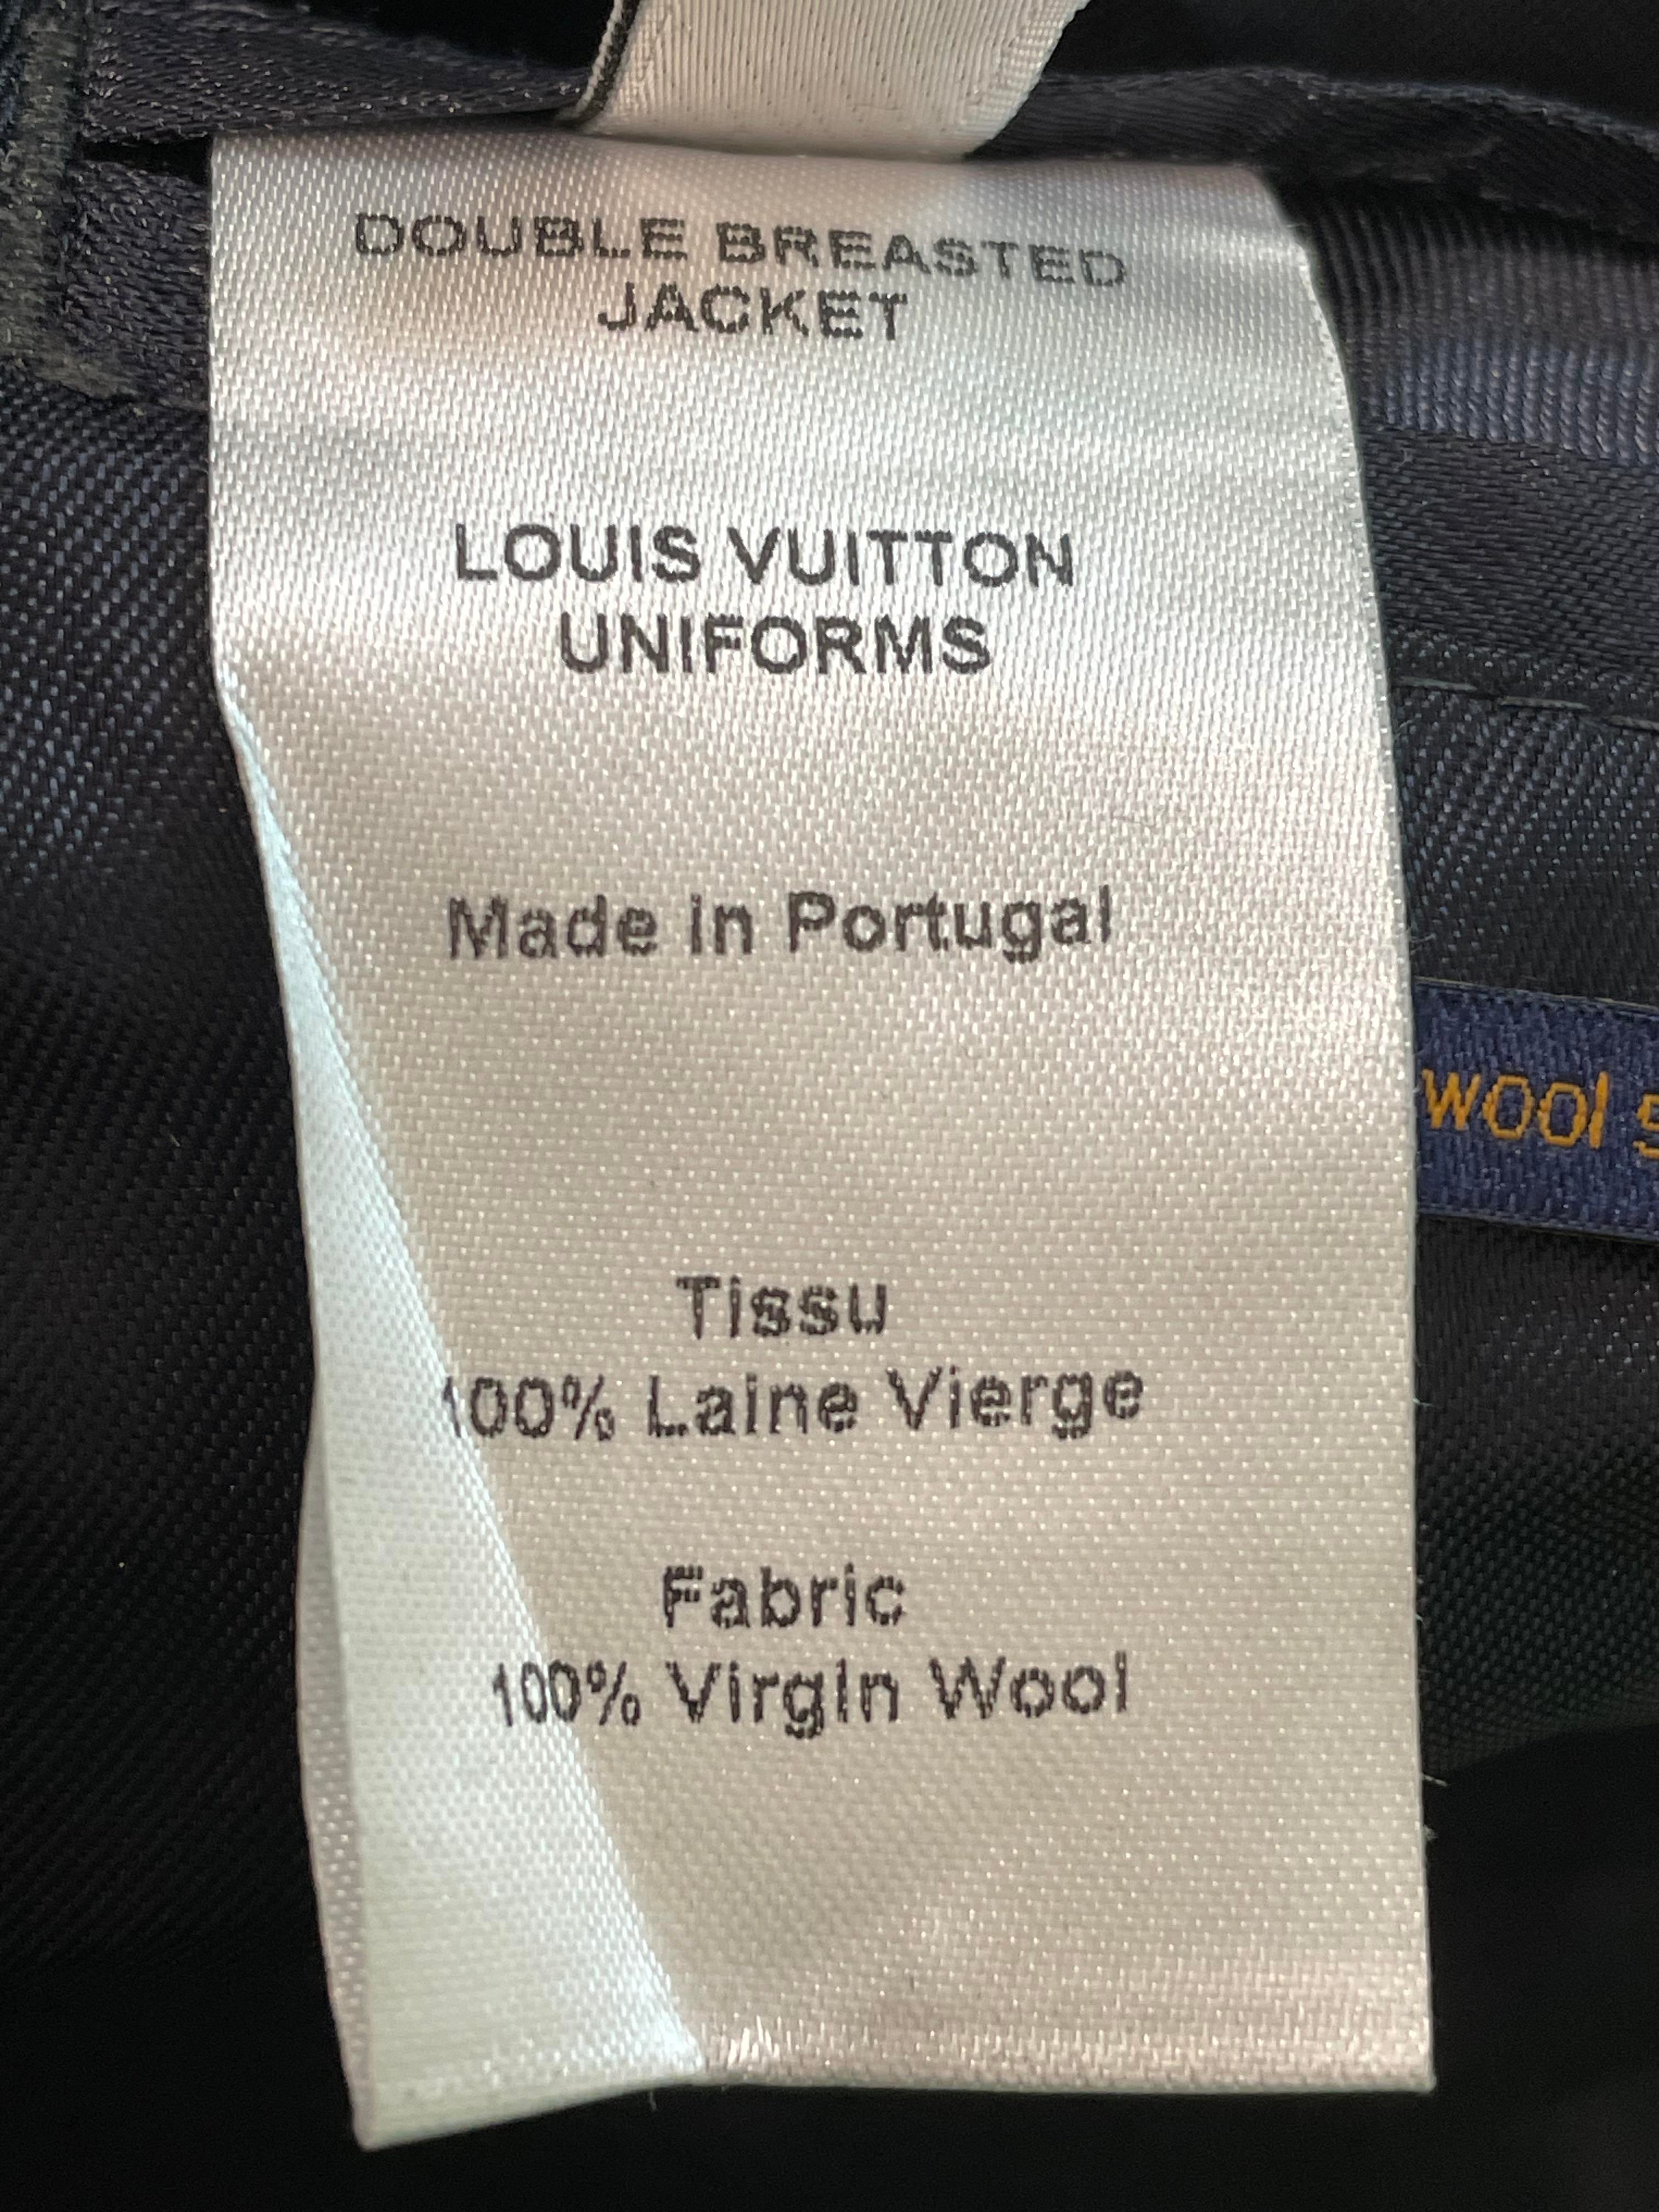 DOUBLE BREASTED
JACKET
LOUIS VUITTON
UNIFORMS
Made in Portugal
wool
Tissu
100% Laine Vierge
Fabric
100% Virgin Wool